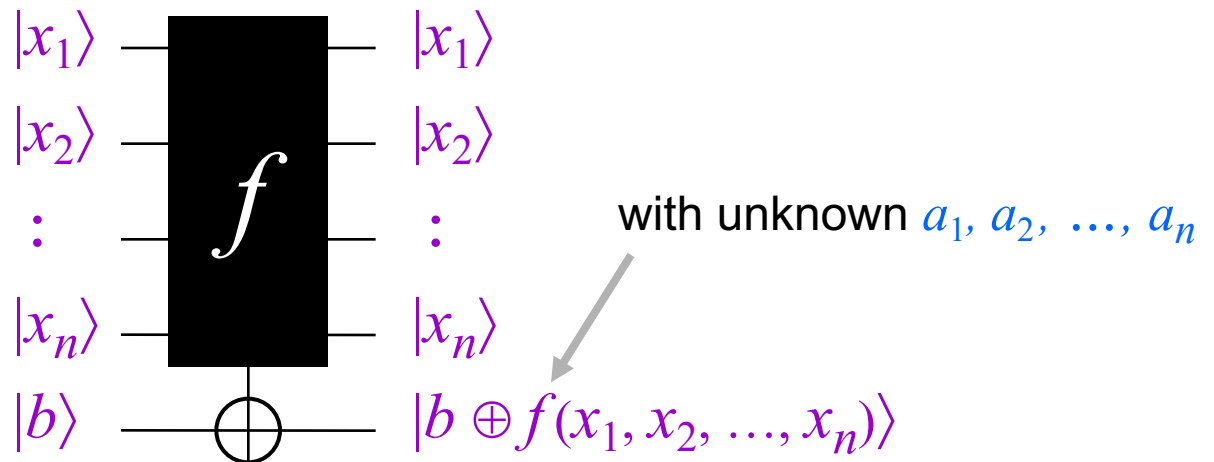 |x₁⟩ |x₁⟩
|x₂⟩ |x₂⟩
f
: : with unknown a₁, a₂, …, aₙ
|xₙ⟩ |xₙ⟩
|b⟩ |b ⊕ f(x₁, x₂, …, xₙ)⟩